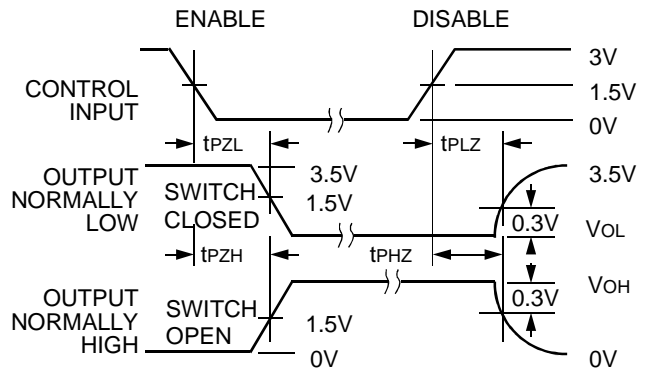 ENABLE DISABLE
CONTROL INPUT
3V
1.5V
0V
tPZL tPLZ
OUTPUT NORMALLY LOW
SWITCH CLOSED
3.5V
1.5V
3.5V
0.3V
VOL
tPZH tPHZ
OUTPUT NORMALLY HIGH
SWITCH OPEN
1.5V
0V
VOH
0.3V
0V